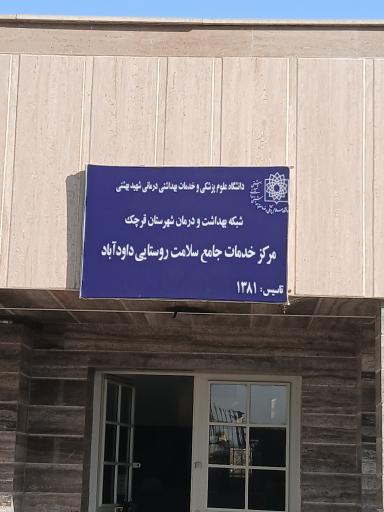 دانشگاه علوم پزشکی و خدمات بهداشتی درمانی شهید بهشتی
شبکه بهداشت و درمان شهرستان قرچک
مرکز خدمات جامع سلامت روستایی داودآباد
تاسیس: ۱۳۸۱